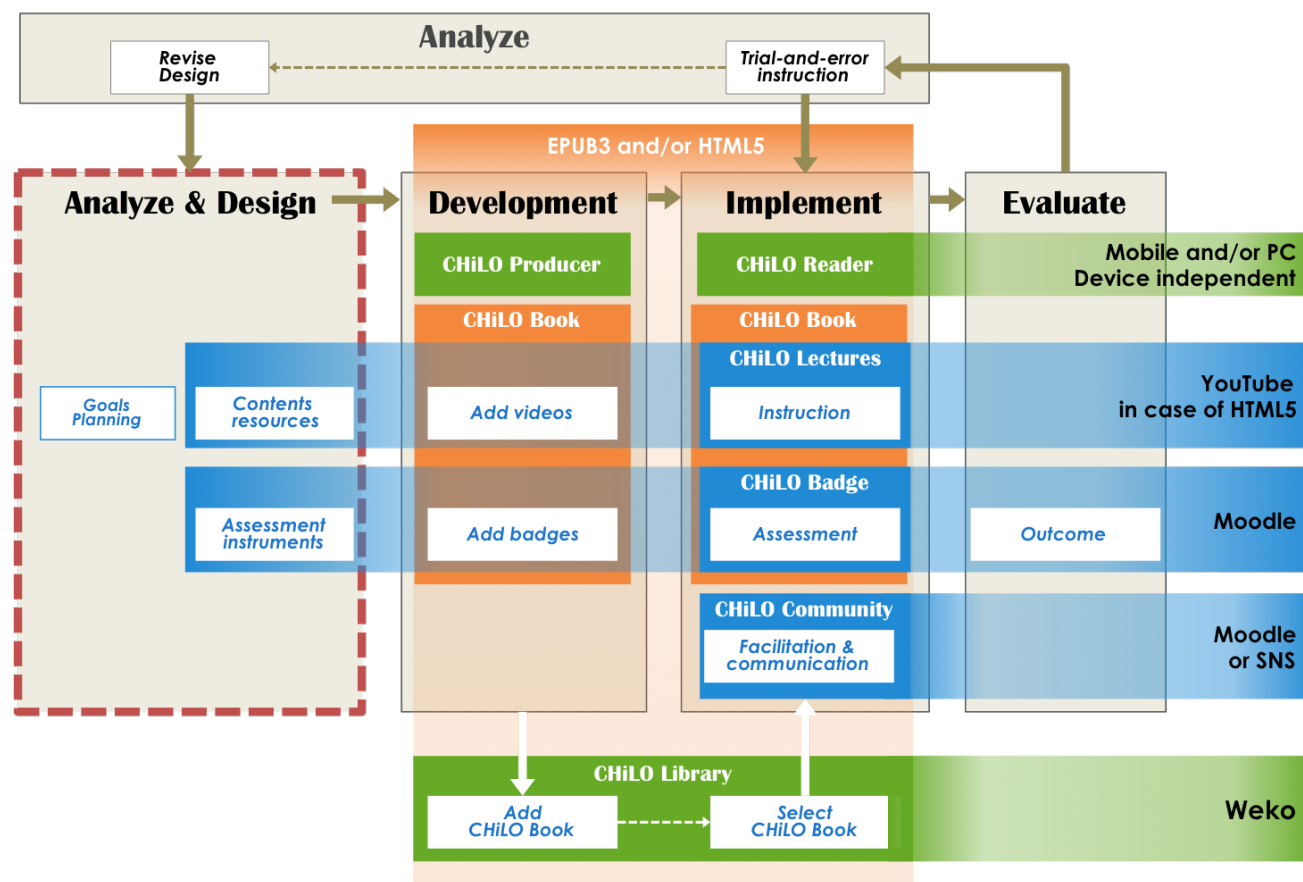 Analyze
Revise
Design
Trial-and-error
instruction
EPUB3 and/or HTML5
Analyze & Design
Development
Implement
Evaluate
CHiLO Producer
CHiLO Reader
Mobile and/or PC
Device independent
CHiLO Book
CHiLO Book
CHiLO Lectures
Goals
Planning
Contents
resources
Add videos
Instruction
YouTube
in case of HTML5
CHiLO Badge
Assessment
instruments
Add badges
Assessment
Outcome
Moodle
CHiLO Community
Facilitation &
communication
Moodle
or SNS
CHiLO Library
Add
CHiLO Book
Select
CHiLO Book
Weko